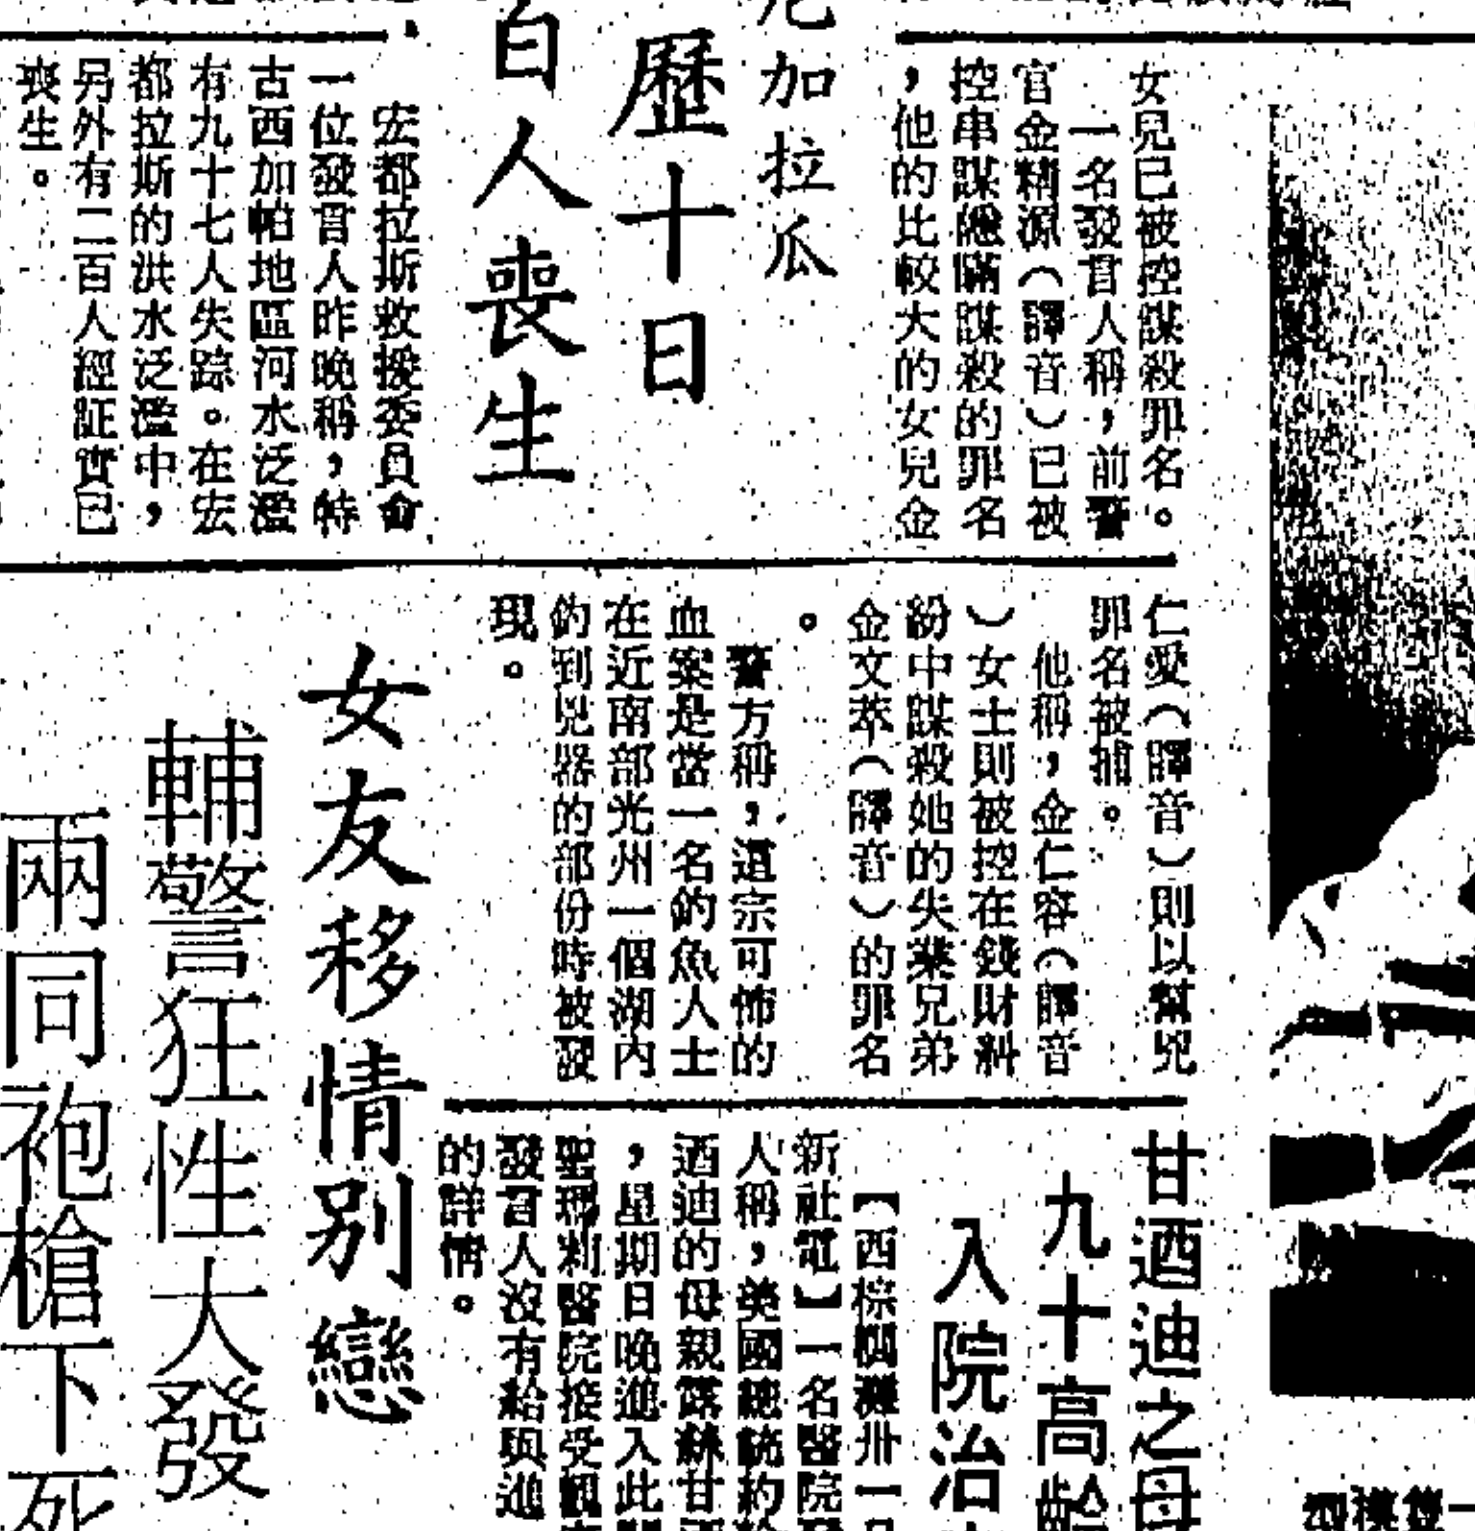 女兒已被控謀殺罪名。
一名發言人稱，前警
官金精源（譯音）已被
控串謀隱瞞謀殺的罪名
，他的比較大的女兒金
仁愛（譯音）則以幫兇
罪名被捕。
他稱，金仁容（譯音
）女士則被控在錢財糾
紛中謀殺她的失業兄弟
金文萃（譯音）的罪名
。
警方稱，這宗可怖的
血案是當一名釣魚人士
在近南部光州一個湖內
釣到兇器的部份時被發
現。
尼加拉瓜
歷十日
百人喪生
宏都拉斯救援委員會
一位發言人昨晚稱，特
古西加帕地區河水泛濫
有九十七人失踪。在宏
都拉斯的洪水泛濫中，
另外有二百人經証實已
喪生。
甘迺迪之母
九十高齡
入院治
【西棕櫚灘卅一日
新社電】一名醫院發
人稱，美國總統約翰
迺迪的母親露絲甘迺
，星期日晚進入此間
聖瑪利醫院接受觀
發言人沒有給與進
的詳情。
女友移情別戀
輔警狂性大發
兩同袍槍下死